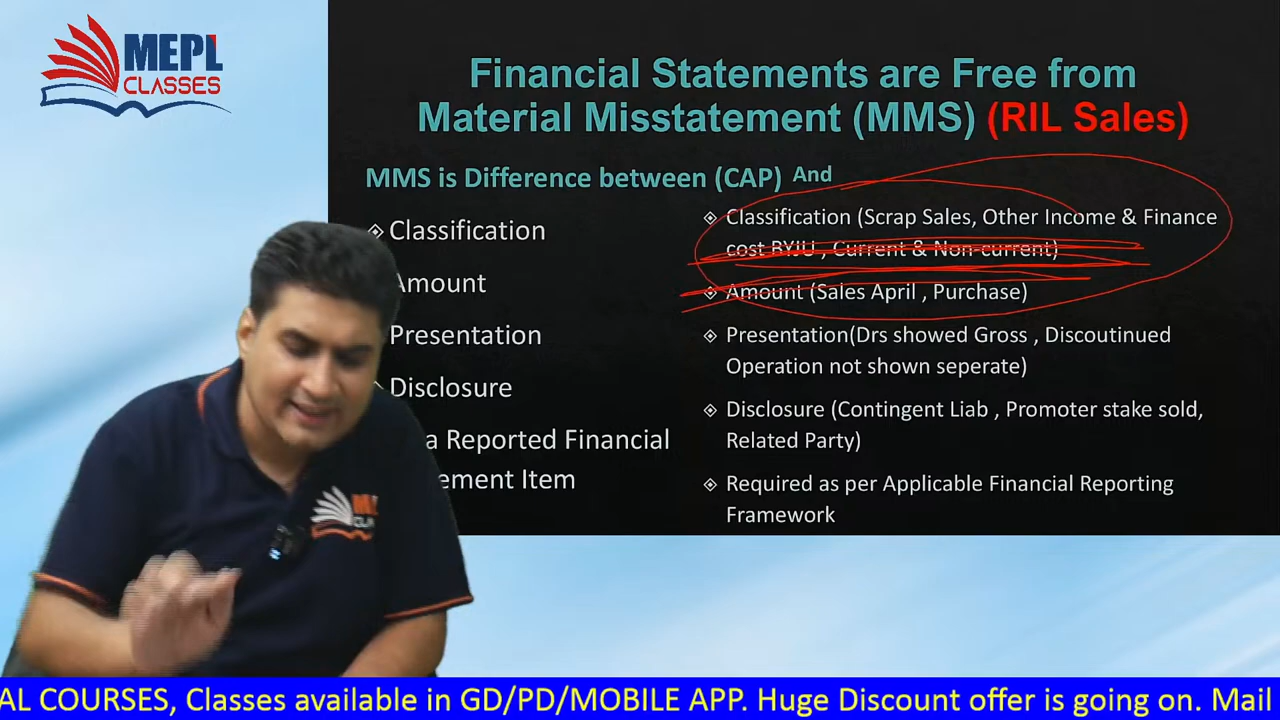 MEPL
CLASSES
Financial Statements are Free from
Material Misstatement (MMS) (RIL Sales)
MMS is Difference between (CAP) And
Classification
Amount
Presentation
Disclosure
a Reported Financial
ement Item
Classification (Scrap Sales, Other Income & Finance
cost BYJU , Current & Non-current)
Amount (Sales April , Purchase)
Presentation(Drs showed Gross , Discoutinued
Operation not shown seperate)
Disclosure (Contingent Liab , Promoter stake sold,
Related Party)
Required as per Applicable Financial Reporting
Framework
AL COURSES, Classes available in GD/PD/MOBILE APP. Huge Discount offer is going on. Mail